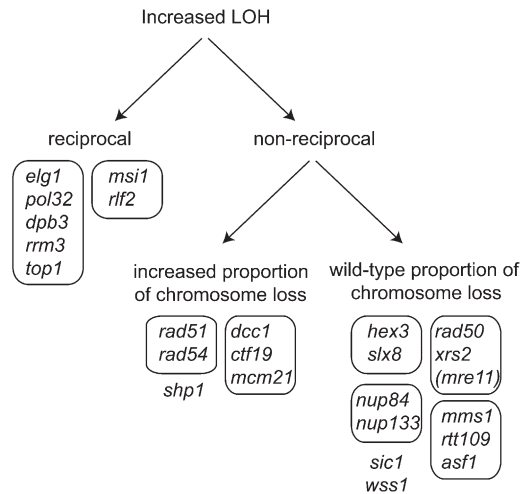 Increased LOH
reciprocal
non-reciprocal
elg1
pol32
dpb3
rrm3
top1
msi1
rlf2
increased proportion
of chromosome loss
wild-type proportion of
chromosome loss
rad51
rad54
shp1
dcc1
ctf19
mcm21
hex3
slx8
nup84
nup133
sic1
wss1
rad50
xrs2
(mre11)
mms1
rtt109
asf1